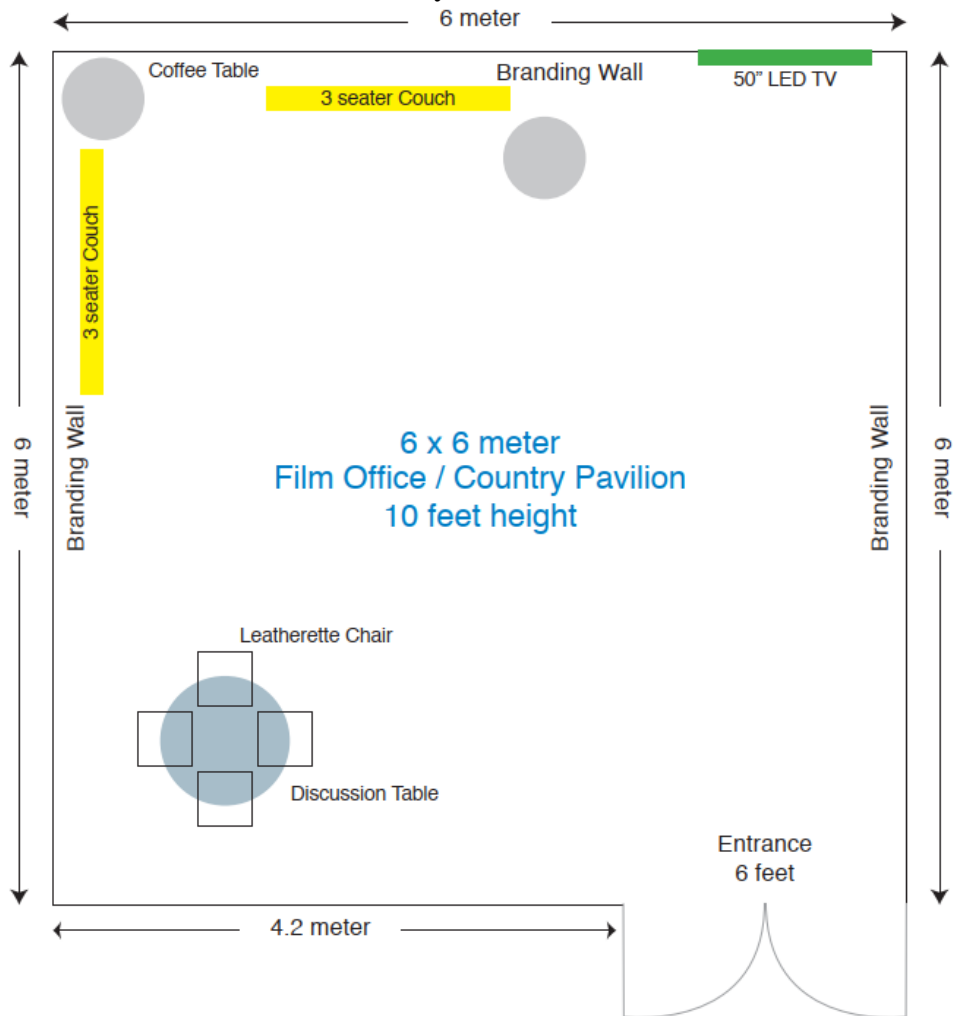 6 meter
Coffee Table
Branding Wall
50” LED TV
3 seater Couch
3 seater Couch
Branding Wall
Branding Wall
6 meter
6 meter
6 x 6 meter
Film Office / Country Pavilion
10 feet height
Leatherette Chair
Discussion Table
Entrance
6 feet
4.2 meter